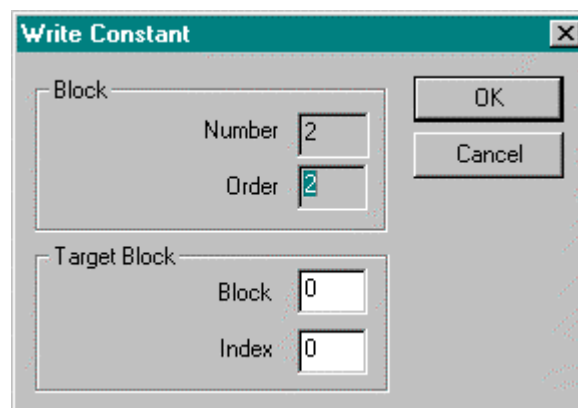 Write Constant
Block
Number 2
Order 2
OK
Cancel
Target Block
Block 0
Index 0